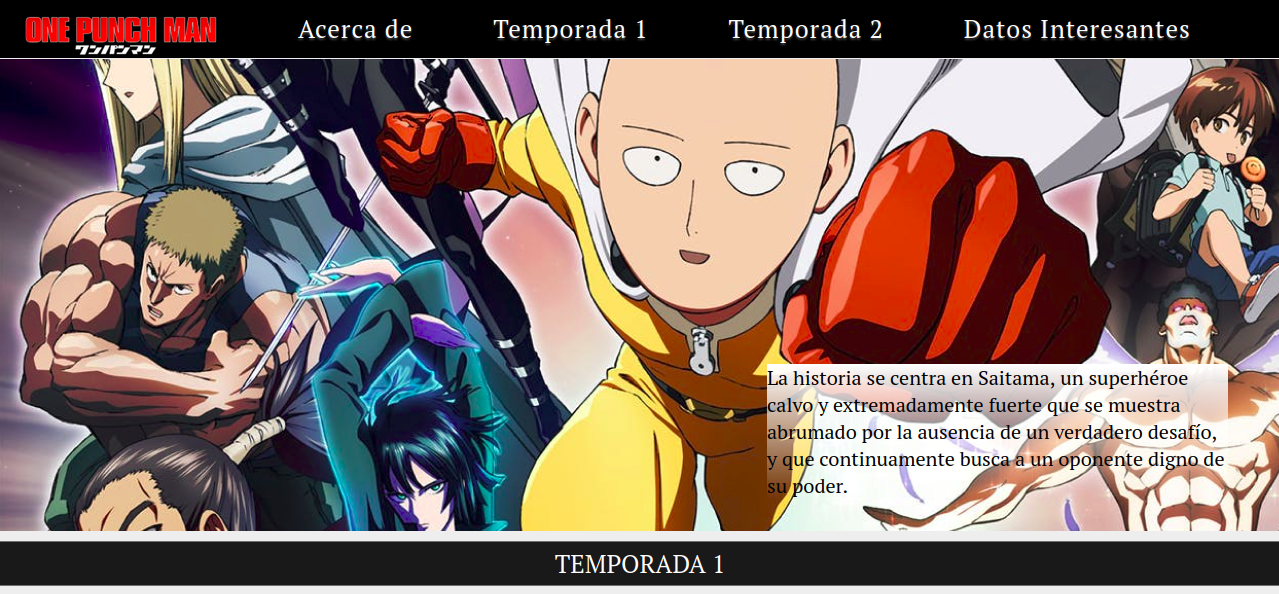 ONE PUNCH MAN
ワンパンマン
Acerca de
Temporada 1
Temporada 2
Datos Interesantes
La historia se centra en Saitama, un superhéroe
calvo y extremadamente fuerte que se muestra
abrumado por la ausencia de un verdadero desafío,
y que continuamente busca a un oponente digno de
su poder.
TEMPORADA 1